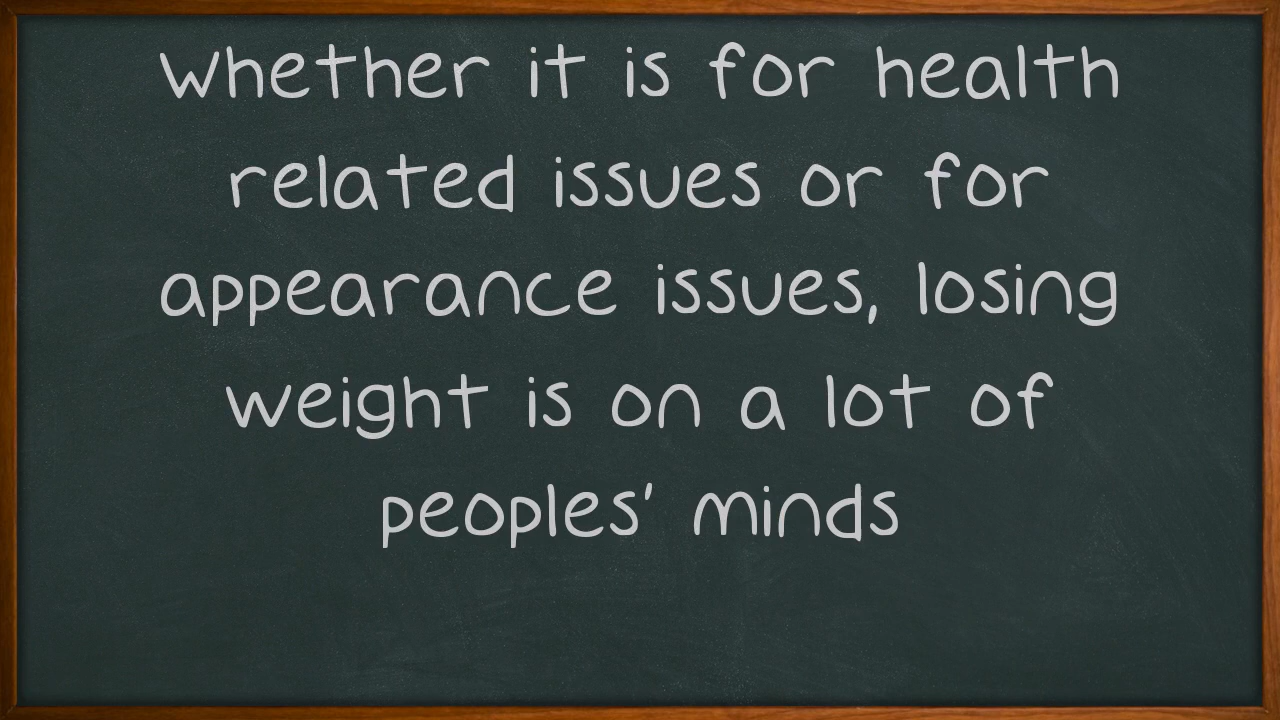 Whether it is for health
related issues or for
appearance issues, losing
weight is on a lot of
peoples' minds